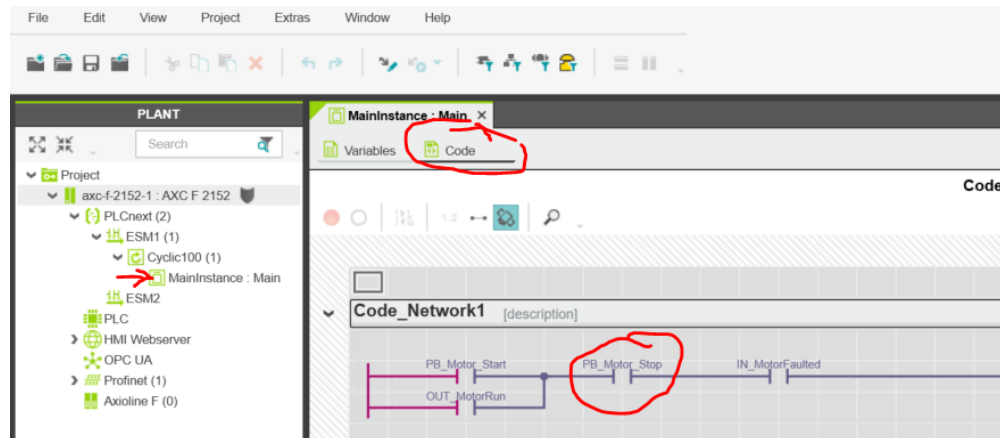 File Edit View Project Extras Window Help
PLANT
MainInstance : Main
Search
Variables Code
Project
Code
axc-f-2152-1 : AXC F 2152
PLCnext (2)
1..2
ESM1 (1)
Cyclic100 (1)
MainInstance : Main
ESM2
Code_Network1 [description]
PLC
HMI Webserver
OPC UA
PB_Motor_Start PB_Motor_Stop IN_MotorFaulted
Profinet (1)
Axioline F (0)
OUT_MotorRun